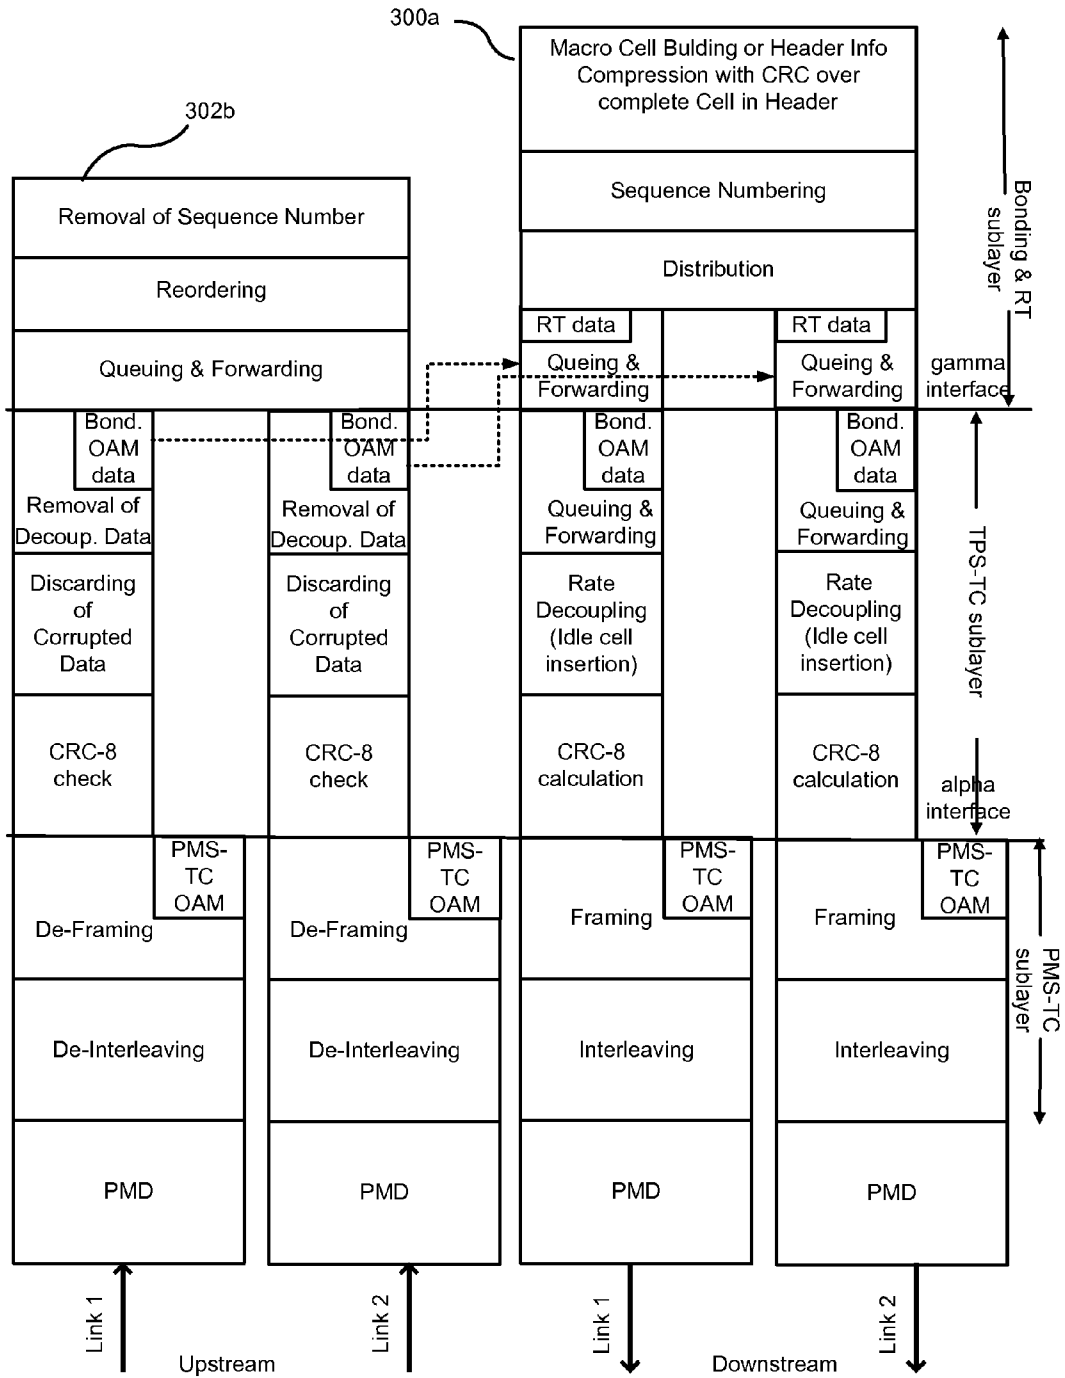 300a
Macro Cell Bulding or Header Info
Compression with CRC over
complete Cell in Header
302b
Removal of Sequence Number
Sequence Numbering
Bonding & RT
sublayer
Reordering
Distribution
Queuing & Forwarding
RT data
Queing &
Forwarding
RT data
Queing &
Forwarding
gamma
interface
Bond.
OAM
data
Removal of
Decoup. Data
Bond.
OAM
data
Removal of
Decoup. Data
Bond.
OAM
data
Queuing &
Forwarding
Bond.
OAM
data
Queuing &
Forwarding
TPS-TC sublayer
Discarding
of
Corrupted
Data
Discarding
of
Corrupted
Data
Rate
Decoupling
(Idle cell
insertion)
Rate
Decoupling
(Idle cell
insertion)
CRC-8
check
CRC-8
check
CRC-8
calculation
CRC-8
calculation
alpha
interface
PMS-
TC
OAM
De-Framing
PMS-
TC
OAM
De-Framing
PMS-
TC
OAM
Framing
PMS-
TC
OAM
Framing
PMS-TC
sublayer
De-Interleaving
De-Interleaving
Interleaving
Interleaving
PMD
PMD
PMD
PMD
Link 1
Link 2
Link 1
Link 2
Upstream
Downstream